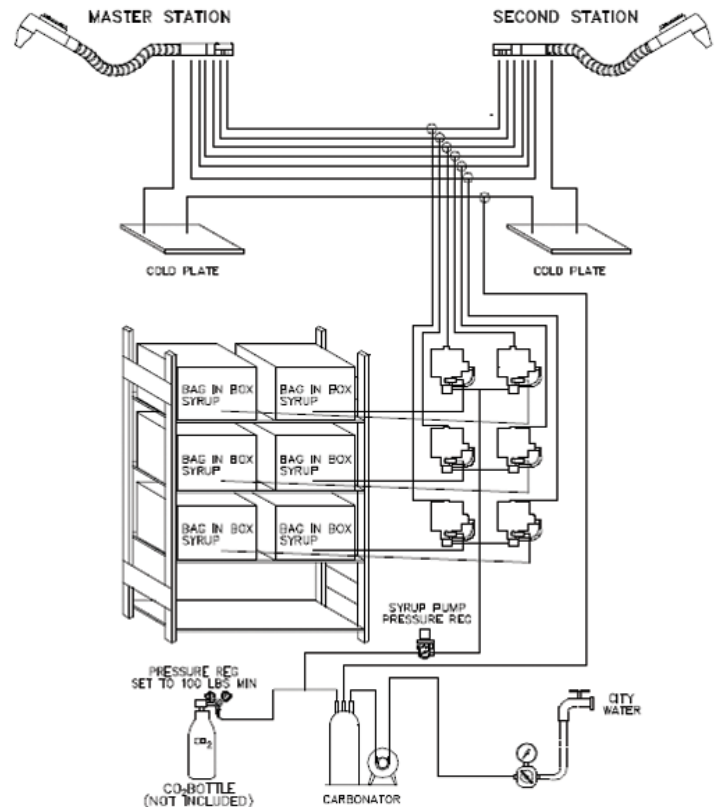 MASTER STATION
SECOND STATION
COLD PLATE
COLD PLATE
BAG IN BOX
SYRUP
BAG IN BOX
SYRUP
BAG IN BOX
SYRUP
BAG IN BOX
SYRUP
BAG IN BOX
SYRUP
BAG IN BOX
SYRUP
SYRUP PUMP
PRESSURE REG
PRESSURE REG
SET TO 100 LBS MIN
CO2
CO2BOTTLE
(NOT INCLUDED)
CARBONATOR
CITY
WATER